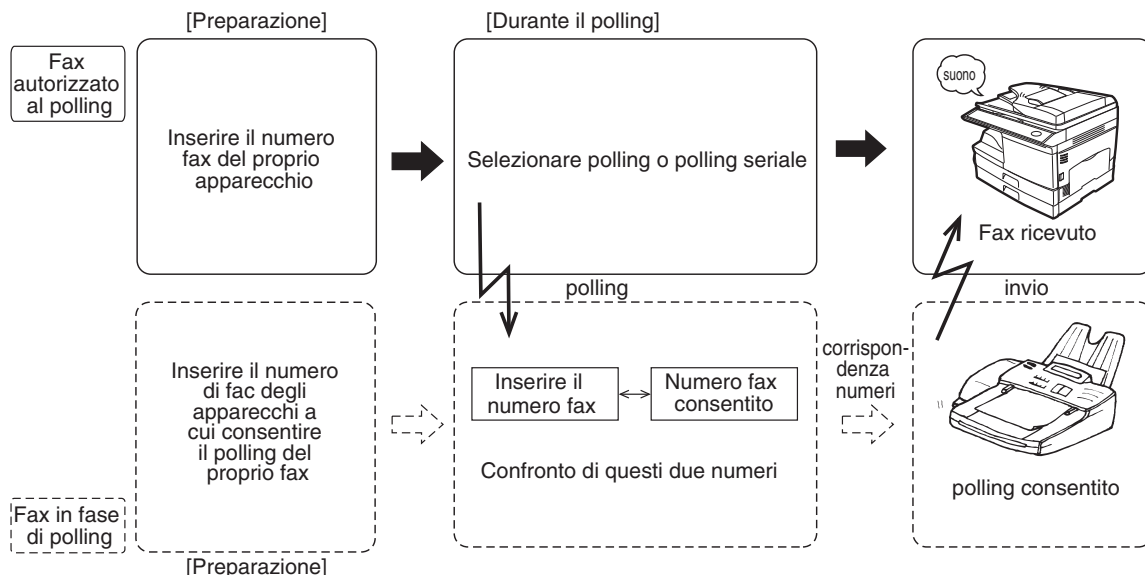 [Preparazione]
[Durante il polling]
Fax
autorizzato
al polling
Inserire il numero
fax del proprio
apparecchio
Selezionare polling o polling seriale
suono
Fax ricevuto
polling
invio
Inserire il numero
di fac degli
apparecchi a
cui consentire
il polling del
proprio fax
Inserire il
numero fax
Numero fax
consentito
Confronto di questi due numeri
corrispon-
denza
numeri
polling consentito
Fax in fase
di polling
[Preparazione]